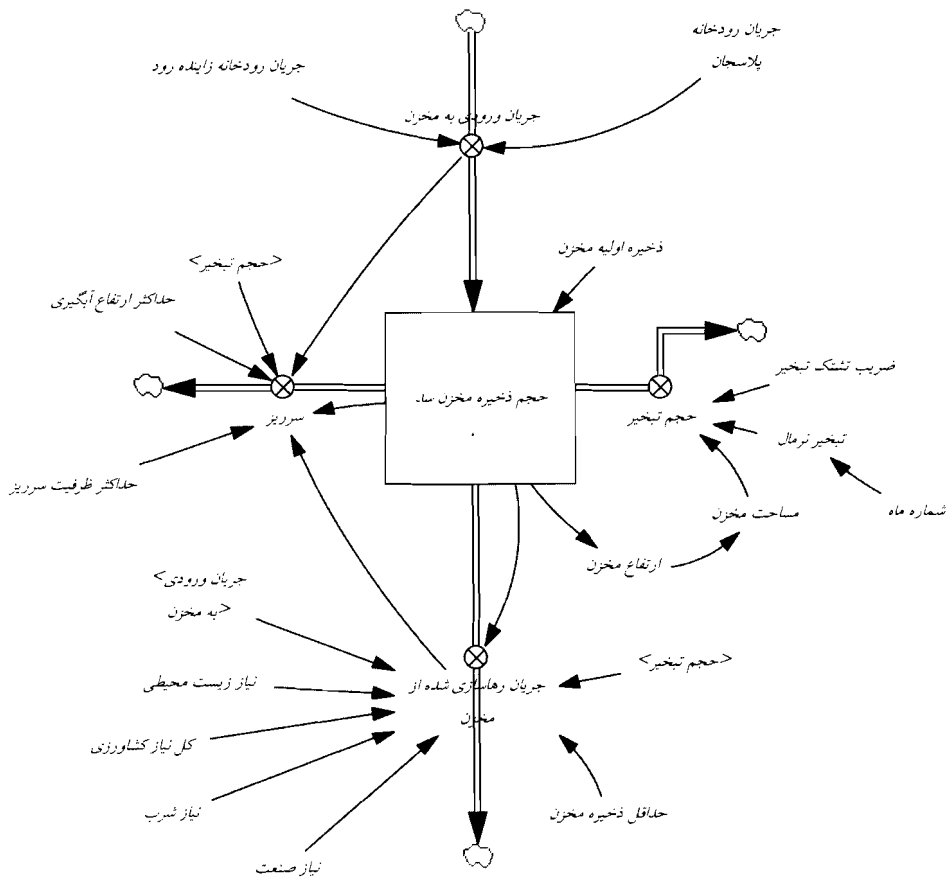 جریان رودخانه
پلاسجان
جریان رودخانه زاینده رود
جریان ورودی به مخزن
ذخیره اولیه مخزن
<حجم تبخیر>
حداکثر ارتفاع آبگیری
ضریب تشتک تبخیر
حجم ذخیره مخزن سد
سرریز
حجم تبخیر
تبخیر نرمال
حداکثر ظرفیت سرریز
مساحت مخزن
شماره ماه
ارتفاع مخزن
<جریان ورودی
به مخزن>
<حجم تبخیر>
نیاز زیست محیطی
جریان رهاسازی شده از
مخزن
کل نیاز کشاورزی
نیاز شرب
حداقل ذخیره مخزن
نیاز صنعت